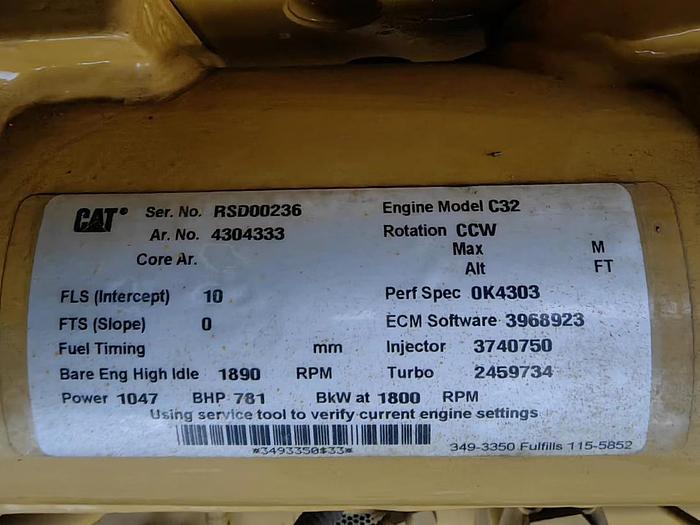 CAT® Ser. No. RSD00236 Engine Model C32
Ar. No. 4304333 Rotation CCW
Core Ar. Max M
Alt FT
FLS (Intercept) 10 Perf Spec 0K4303
FTS (Slope) 0 ECM Software 3968923
Fuel Timing mm Injector 3740750
Bare Eng High Idle 1890 RPM Turbo 2459734
Power 1047 BHP 781 BkW at 1800 RPM
Using service tool to verify current engine settings
*3493350$33*
349-3350 Fulfills 115-5852